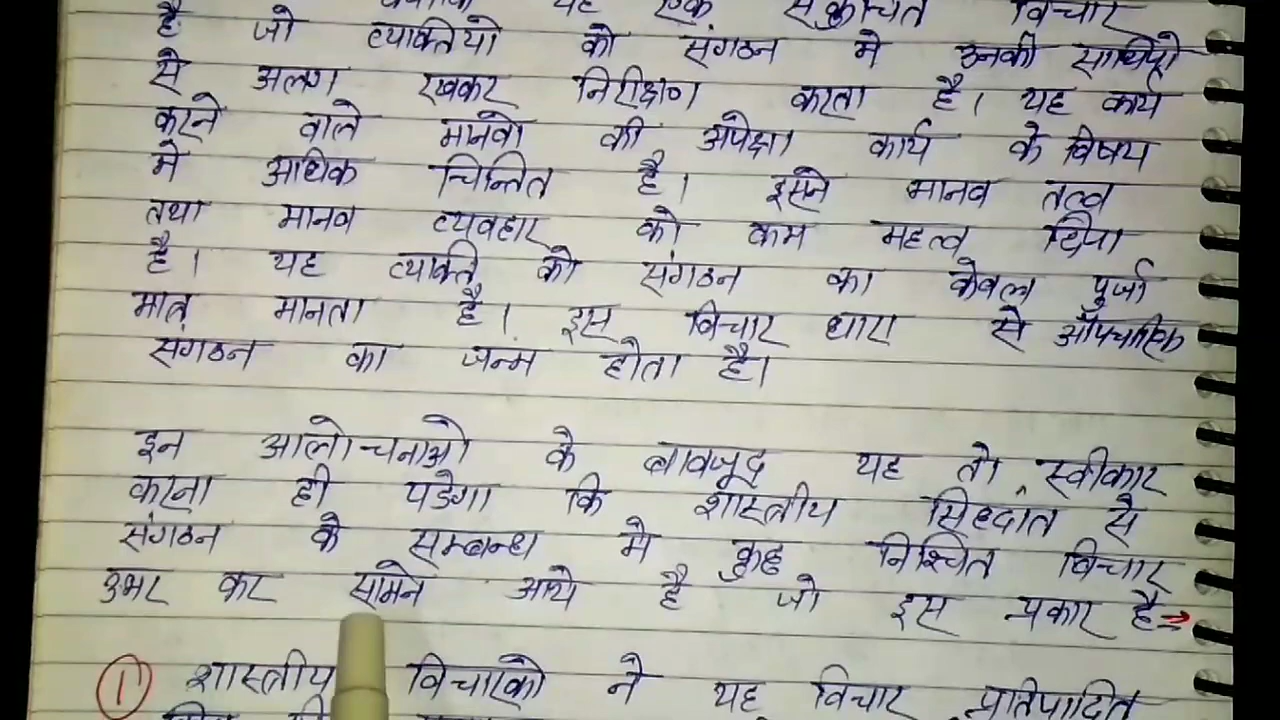 यह एक संकुचित विचार
है जो व्यक्तियो को संगठन मे उनकी साथियो
से अलग रखकर निरीक्षण करता है। यह कार्य
करने वाले मानवो की अपेक्षा कार्य के विषय
मे अधिक चिन्तित है। इसने मानव तत्व
तथा मानव व्यवहार को कम महत्व दिया
है। यह व्यक्ति को संगठन का केवल पुर्जा
मात्र मानता है। इस विचार धारा से औपचारिक
संगठन का जन्म होता है।
इन आलोचनाओ के बावजूद यह तो स्वीकार
करना ही पडेगा कि शास्त्रीय सिद्दांत से
संगठन के सम्बन्ध मे कुछ निश्चित विचार
उभर कर सामने आये है जो इस प्रकार है⇒
① शास्त्रीय विचारको ने यह विचार प्रतिपादित